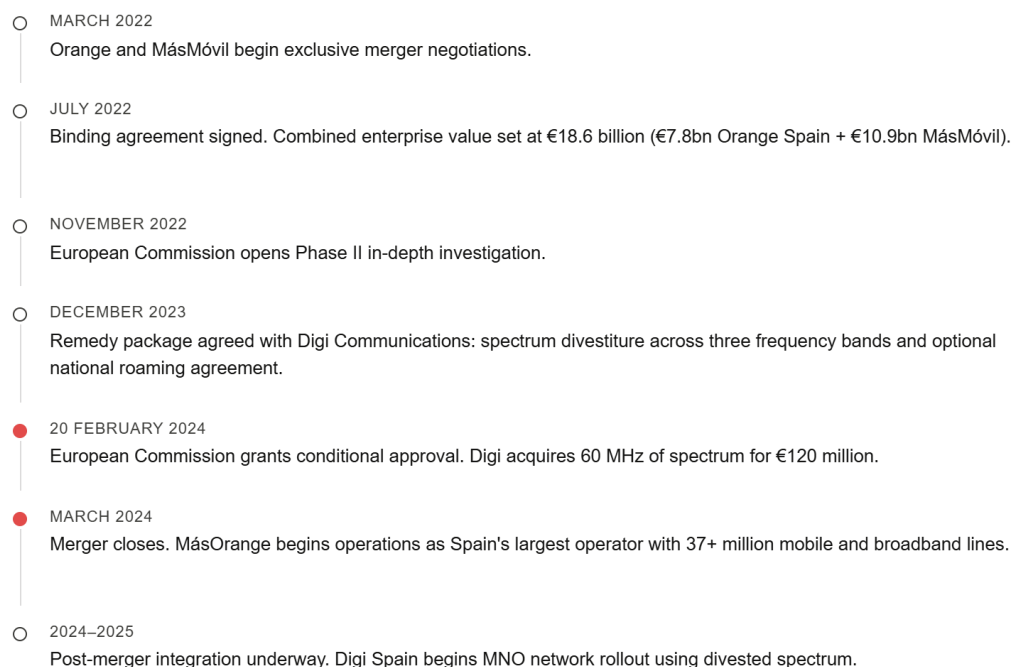 MARCH 2022
Orange and MásMóvil begin exclusive merger negotiations.
JULY 2022
Binding agreement signed. Combined enterprise value set at €18.6 billion (€7.8bn Orange Spain + €10.9bn MásMóvil).
NOVEMBER 2022
European Commission opens Phase II in-depth investigation.
DECEMBER 2023
Remedy package agreed with Digi Communications: spectrum divestiture across three frequency bands and optional
national roaming agreement.
20 FEBRUARY 2024
European Commission grants conditional approval. Digi acquires 60 MHz of spectrum for €120 million.
MARCH 2024
Merger closes. MásOrange begins operations as Spain's largest operator with 37+ million mobile and broadband lines.
2024–2025
Post-merger integration underway. Digi Spain begins MNO network rollout using divested spectrum.